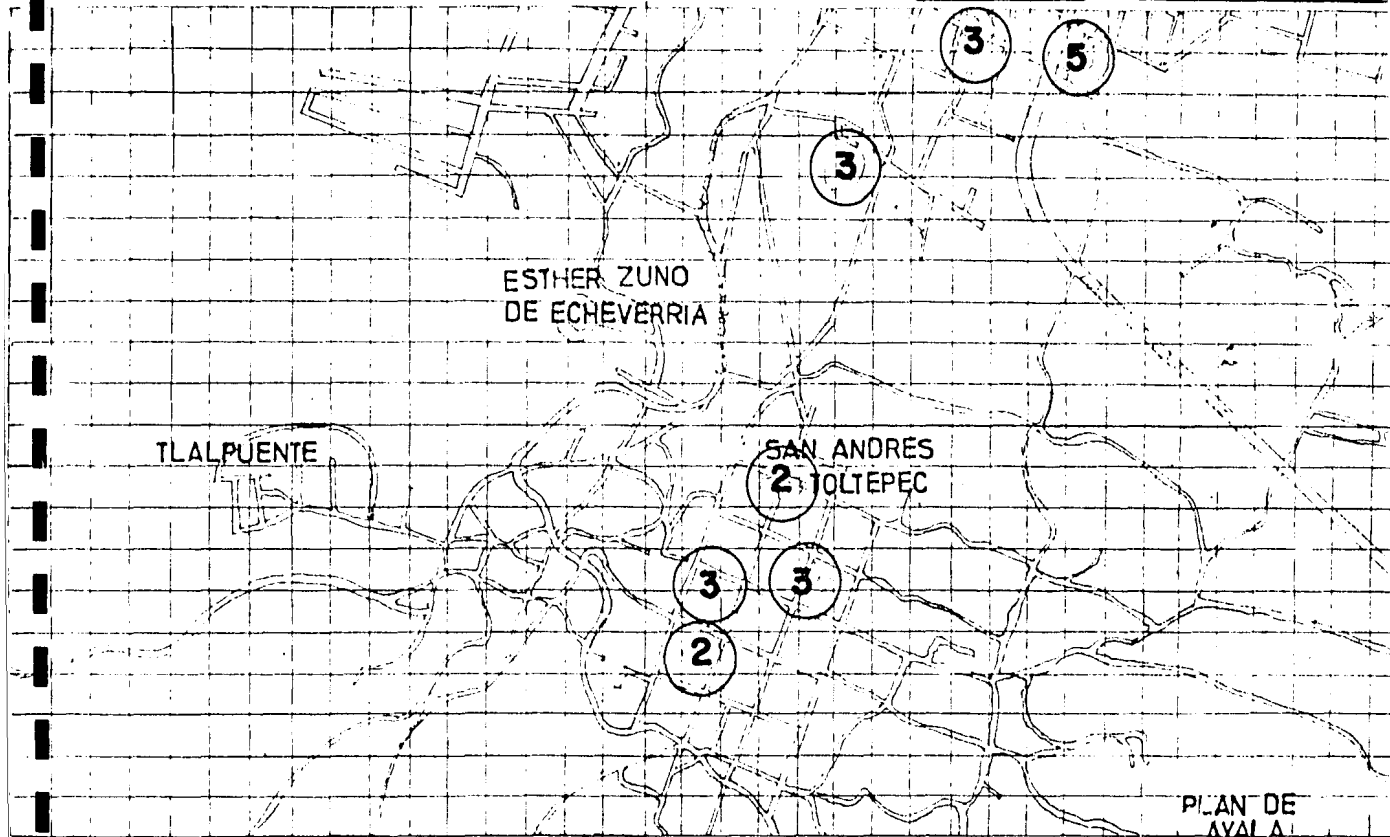 3
5
3
ESTHER ZUNO
DE ECHEVERRIA
TLALPUENTE
SAN ANDRES
2 TOLTEPEC
3
3
2
PLAN DE
AYALA